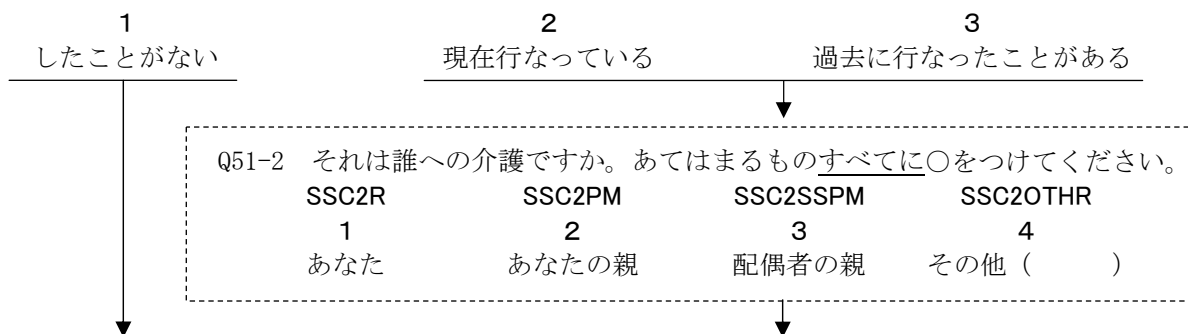 1 2 3
したことがない 現在行なっている 過去に行なったことがある
Q51-2 それは誰への介護ですか。あてはまるものすべてに○をつけてください。
SSC2R SSC2PM SSC2SSPM SSC2OTHR
1 2 3 4
あなた あなたの親 配偶者の親 その他（ ）